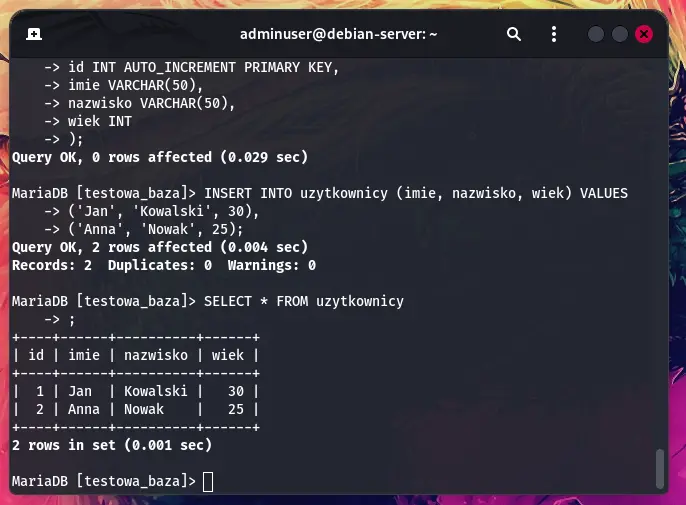 adminuser@debian-server: ~
    -> id INT AUTO_INCREMENT PRIMARY KEY,
    -> imie VARCHAR(50),
    -> nazwisko VARCHAR(50),
    -> wiek INT
    -> );
Query OK, 0 rows affected (0.029 sec)
MariaDB [testowa_baza]> INSERT INTO uzytkownicy (imie, nazwisko, wiek) VALUES
    -> ('Jan', 'Kowalski', 30),
    -> ('Anna', 'Nowak', 25);
Query OK, 2 rows affected (0.004 sec)
Records: 2  Duplicates: 0  Warnings: 0
MariaDB [testowa_baza]> SELECT * FROM uzytkownicy
    -> ;
+----+------+----------+------+
| id | imie | nazwisko | wiek |
+----+------+----------+------+
|  1 | Jan  | Kowalski |   30 |
|  2 | Anna | Nowak    |   25 |
+----+------+----------+------+
2 rows in set (0.001 sec)
MariaDB [testowa_baza]>